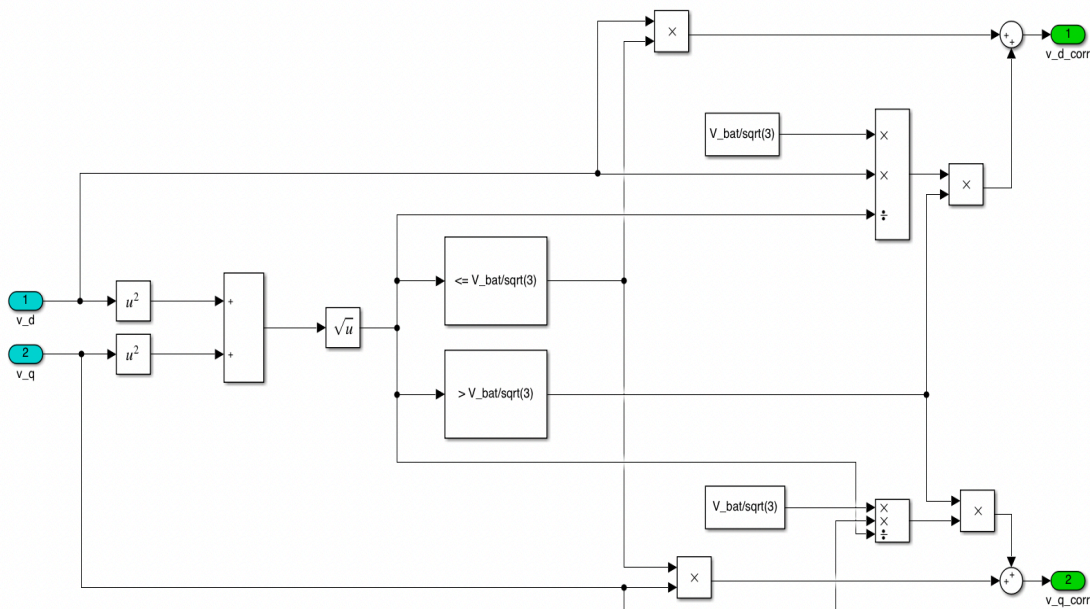 ×
1
v_d_corr
V_bat/sqrt(3)
×
×
×
÷
<= V_bat/sqrt(3)
1
v_d
u²
+
√u
2
v_q
u²
+
> V_bat/sqrt(3)
V_bat/sqrt(3)
×
×
÷
×
×
2
v_q_corr
+
+
+
+